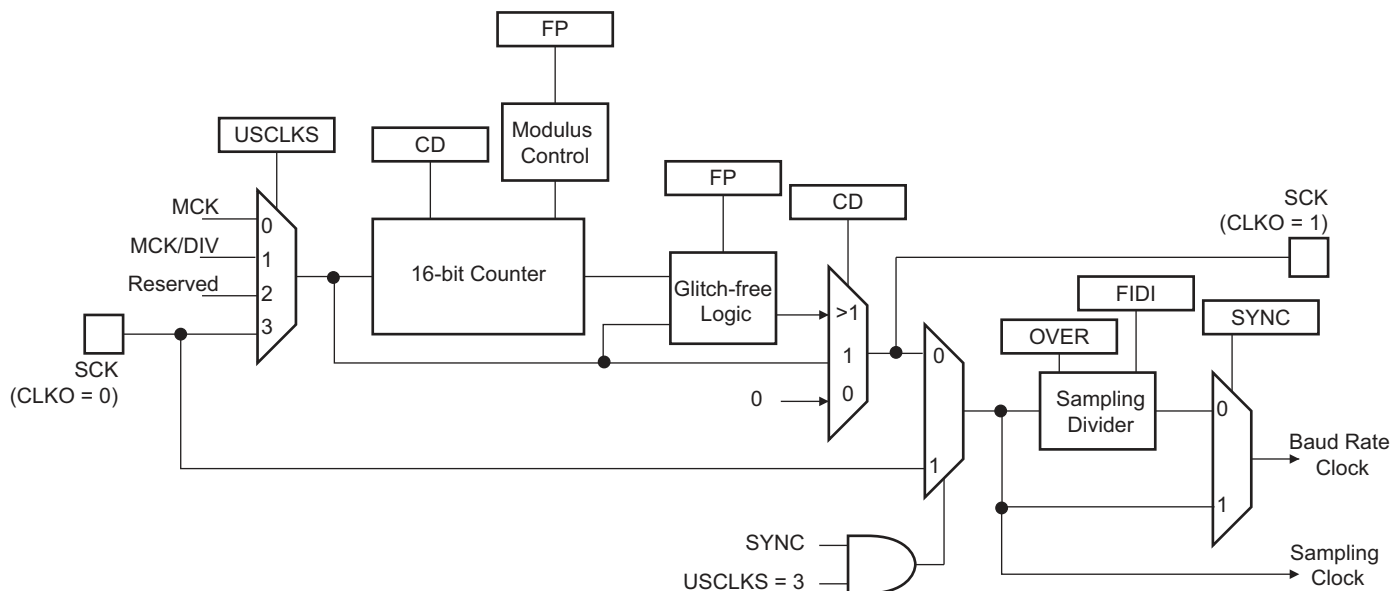 FP
USCLKS
CD
Modulus
Control
FP
CD
SCK
(CLKO = 1)
MCK
0
MCK/DIV
1
16-bit Counter
Reserved
2
Glitch-free
Logic
>1
FIDI
3
OVER
SYNC
SCK
(CLKO = 0)
1
0
0
0
Sampling
Divider
0
Baud Rate
Clock
1
1
SYNC
USCLKS = 3
Sampling
Clock